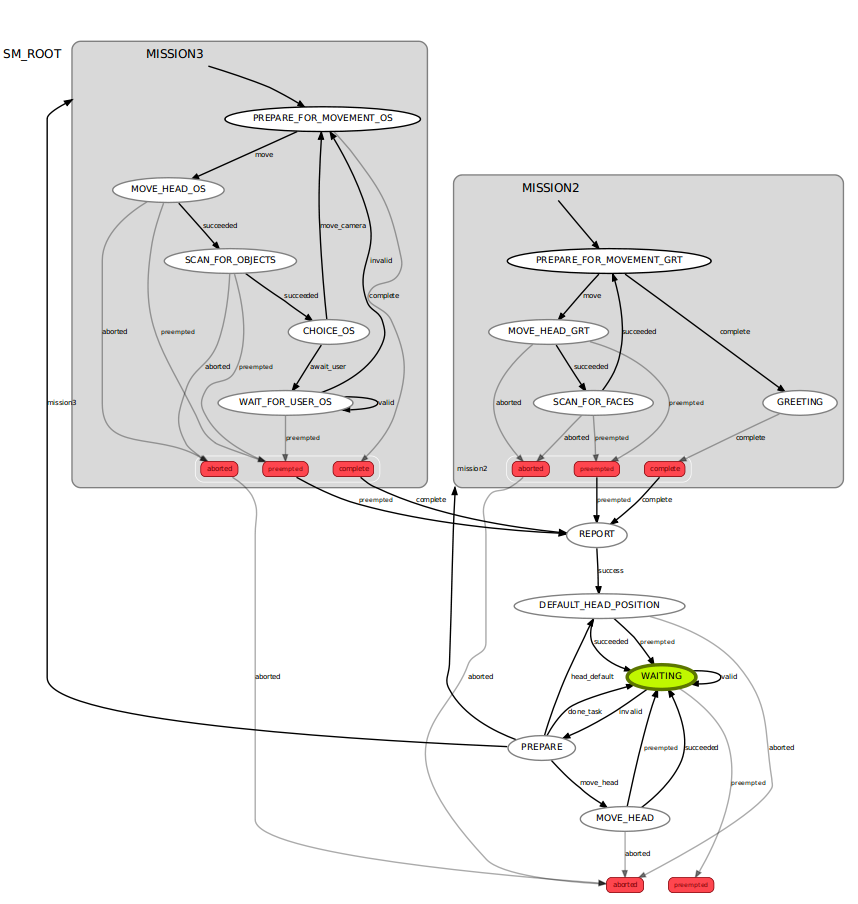 SM_ROOT
MISSION3
PREPARE_FOR_MOVEMENT_OS
move
MOVE_HEAD_OS
MISSION2
succeeded
move_camera
SCAN_FOR_OBJECTS
invalid
PREPARE_FOR_MOVEMENT_GRT
succeeded
complete
move
aborted
preempted
CHOICE_OS
MOVE_HEAD_GRT
succeeded
complete
aborted
preempted
await_user
succeeded
WAIT_FOR_USER_OS
valid
aborted
SCAN_FOR_FACES
preempted
GREETING
mission3
preempted
aborted
preempted
complete
aborted
preempted
complete
mission2
aborted
preempted
complete
preempted
complete
preempted
complete
REPORT
success
DEFAULT_HEAD_POSITION
succeeded
preempted
aborted
aborted
head_default
WAITING
valid
done_task
invalid
PREPARE
preempted
succeeded
aborted
move_head
preempted
MOVE_HEAD
aborted
aborted
preempted